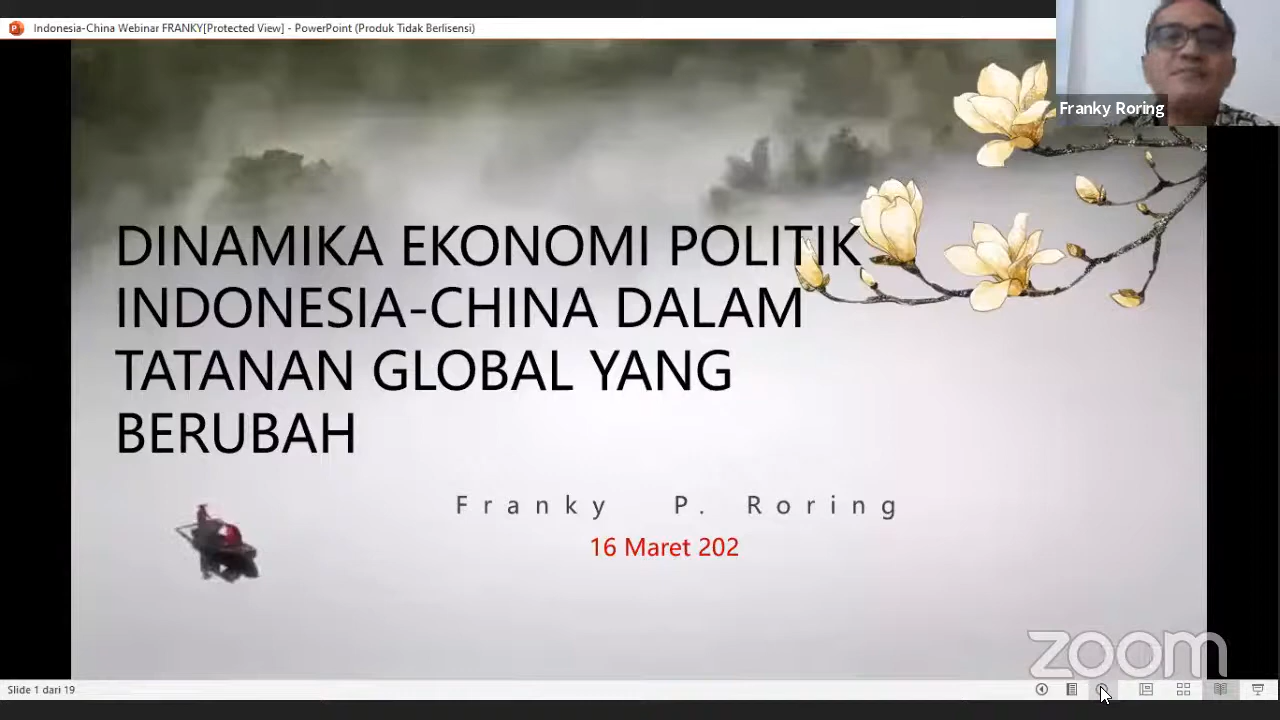 Indonesia-China Webinar FRANKY[Protected View] - PowerPoint (Produk Tidak Berlisensi)
Franky Roring
DINAMIKA EKONOMI POLITIK
INDONESIA-CHINA DALAM
TATANAN GLOBAL YANG
BERUBAH
Franky P. Roring
16 Maret 202
zoom
Slide 1 dari 19